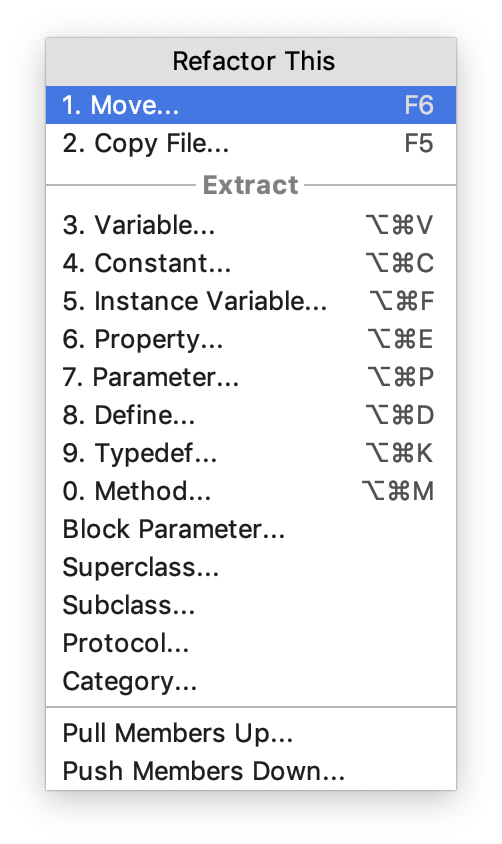 Refactor This
1. Move... F6
2. Copy File... F5
Extract
3. Variable... ⌥⌘V
4. Constant... ⌥⌘C
5. Instance Variable... ⌥⌘F
6. Property... ⌥⌘E
7. Parameter... ⌥⌘P
8. Define... ⌥⌘D
9. Typedef... ⌥⌘K
0. Method... ⌥⌘M
Block Parameter...
Superclass...
Subclass...
Protocol...
Category...
Pull Members Up...
Push Members Down...